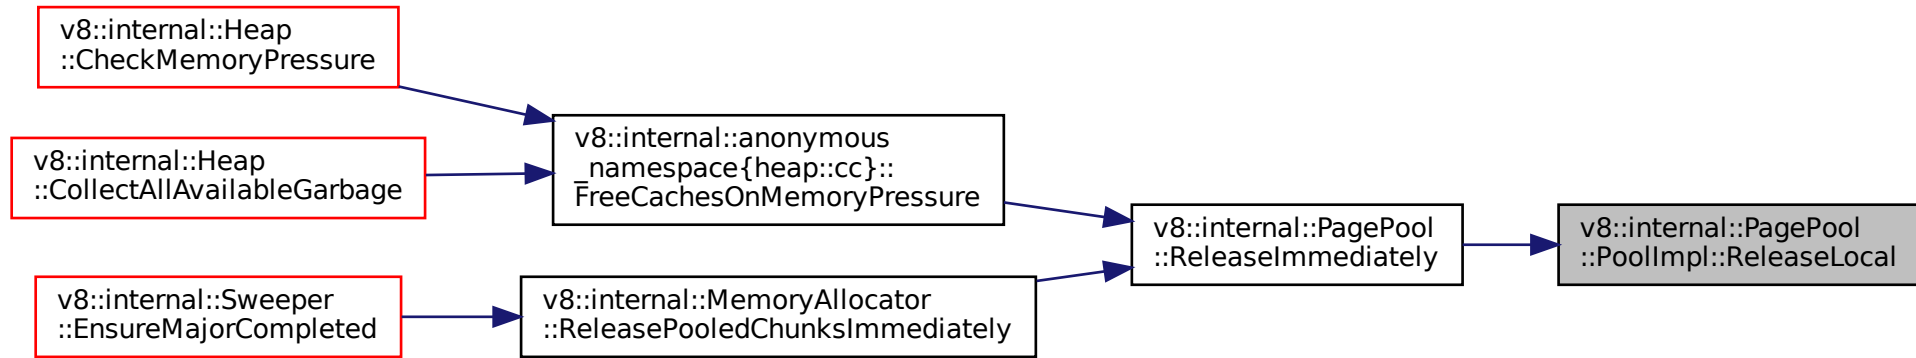 v8::internal::Heap
::CheckMemoryPressure
v8::internal::Heap
::CollectAllAvailableGarbage
v8::internal::Sweeper
::EnsureMajorCompleted
v8::internal::anonymous
_namespace{heap::cc}::
FreeCachesOnMemoryPressure
v8::internal::MemoryAllocator
::ReleasePooledChunksImmediately
v8::internal::PagePool
::ReleaseImmediately
v8::internal::PagePool
::PoolImpl::ReleaseLocal